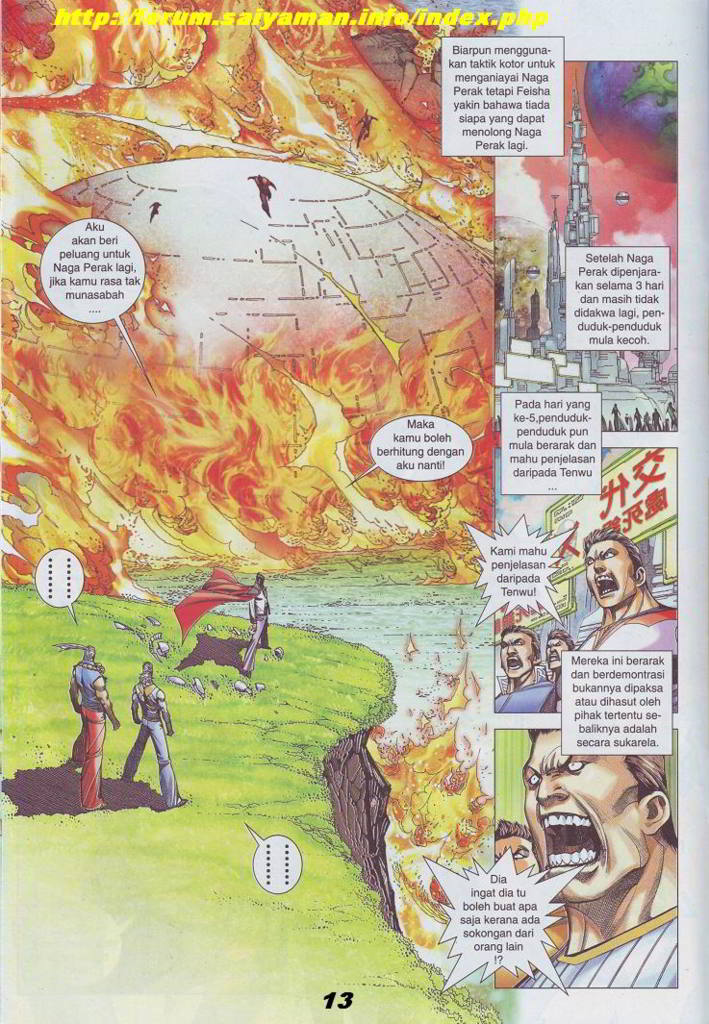 http://forum.saiyaman.info/index.php
Biarpun mengguna-
kan taktik kotor untuk
menganiayai Naga
Perak tetapi Feisha
yakin bahawa tiada
siapa yang dapat
menolong Naga
Perak lagi.
Aku
akan beri
peluang untuk
Naga Perak lagi,
jika kamu rasa tak
munasabah
....
Maka
kamu boleh
berhitung dengan
aku nanti!
Setelah Naga
Perak dipenjara-
kan selama 3 hari
dan masih tidak
didakwa lagi, pen-
duduk-penduduk
mula kecoh.
Pada hari yang
ke-5,penduduk-
penduduk pun
mula berarak dan
mahu penjelasan
daripada Tenwu
...
交代
Kami mahu
penjelasan
daripada
Tenwu!
Mereka ini berarak
dan berdemontrasi
bukannya dipaksa
atau dihasut oleh
pihak tertentu se-
baliknya adalah
secara sukarela.
Dia
ingat dia tu
boleh buat apa
saja kerana ada
sokongan dari
orang lain
!?
13